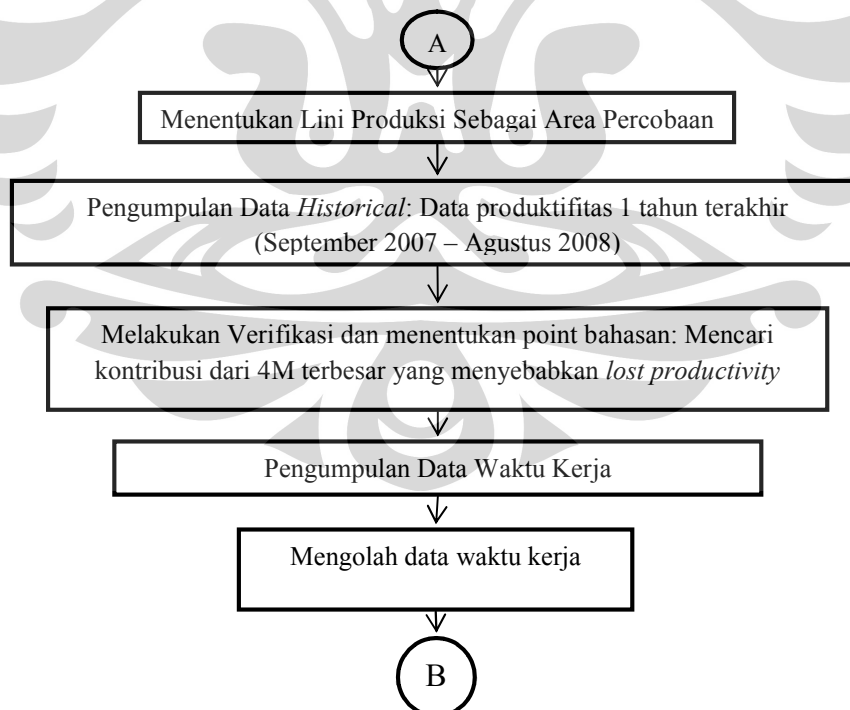 A
Menentukan Lini Produksi Sebagai Area Percobaan
Pengumpulan Data Historical: Data produktifitas 1 tahun terakhir
(September 2007 – Agustus 2008)
Melakukan Verifikasi dan menentukan point bahasan: Mencari
kontribusi dari 4M terbesar yang menyebabkan lost productivity
Pengumpulan Data Waktu Kerja
Mengolah data waktu kerja
B